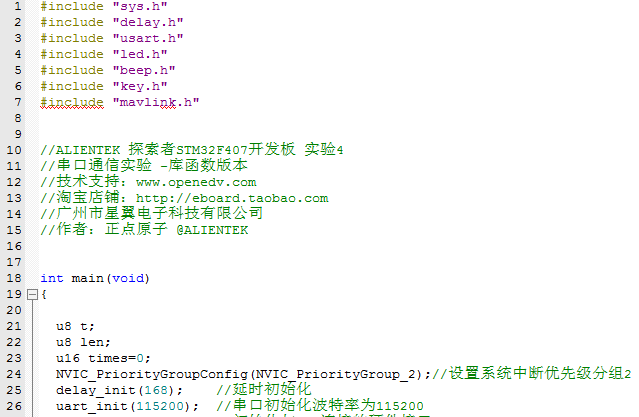 1 #include "sys.h"
2 #include "delay.h"
3 #include "usart.h"
4 #include "led.h"
5 #include "beep.h"
6 #include "key.h"
7 #include "mavlink.h"
8
9
10 //ALIENTEK 探索者STM32F407开发板 实验4
11 //串口通信实验 -库函数版本
12 //技术支持：www.openedv.com
13 //淘宝店铺：http://eboard.taobao.com
14 //广州市星翼电子科技有限公司
15 //作者：正点原子 @ALIENTEK
16
17
18 int main(void)
19 {
20
21 u8 t;
22 u8 len;
23 u16 times=0;
24 NVIC_PriorityGroupConfig(NVIC_PriorityGroup_2);//设置系统中断优先级分组2
25 delay_init(168); //延时初始化
26 uart_init(115200); //串口初始化波特率为115200